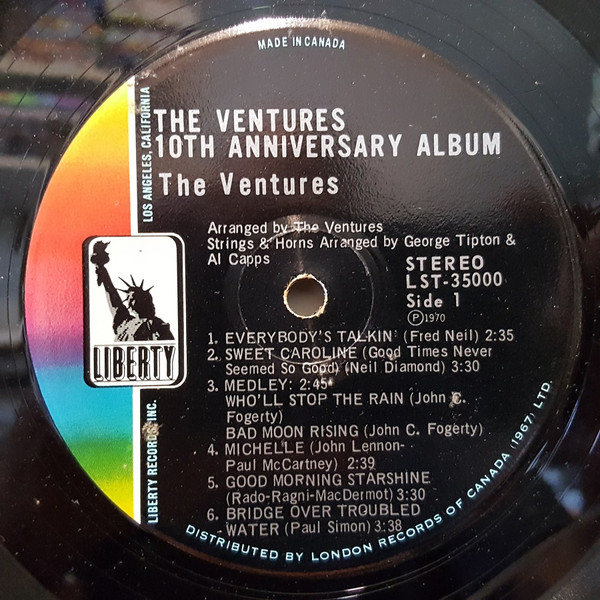 MADE IN CANADA
THE VENTURES
10TH ANNIVERSARY ALBUM
The Ventures
Arranged by The Ventures
Strings & Horns Arranged by George Tipton &
Al Capps
STEREO
LST-35000
Side 1
Ⓟ1970
1. EVERYBODY'S TALKIN' (Fred Neil) 2:35
2. SWEET CAROLINE (Good Times Never
Seemed So Good) (Neil Diamond) 3:30
3. MEDLEY: 2:45
WHO'LL STOP THE RAIN (John C.
Fogerty)
BAD MOON RISING (John C. Fogerty)
4. MICHELLE (John Lennon-
Paul McCartney) 2:39
5. GOOD MORNING STARSHINE
(Rado-Ragni-MacDermot) 3:30
6. BRIDGE OVER TROUBLED
WATER (Paul Simon) 3:38
LIBERTY
LIBERTY RECORDS, INC.
LOS ANGELES, CALIFORNIA
DISTRIBUTED BY LONDON RECORDS OF CANADA (1967) LTD.